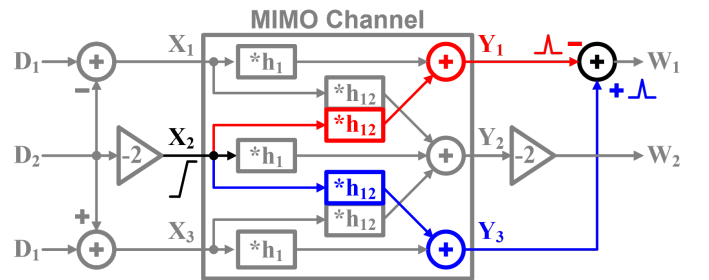 MIMO Channel
D1 + X1 *h1 + Y1 − + W1
− *h12 + 
*h12
D2 -2 X2 *h1 + Y2 -2 W2
*h12
+ *h12
D1 + X3 *h1 + Y3